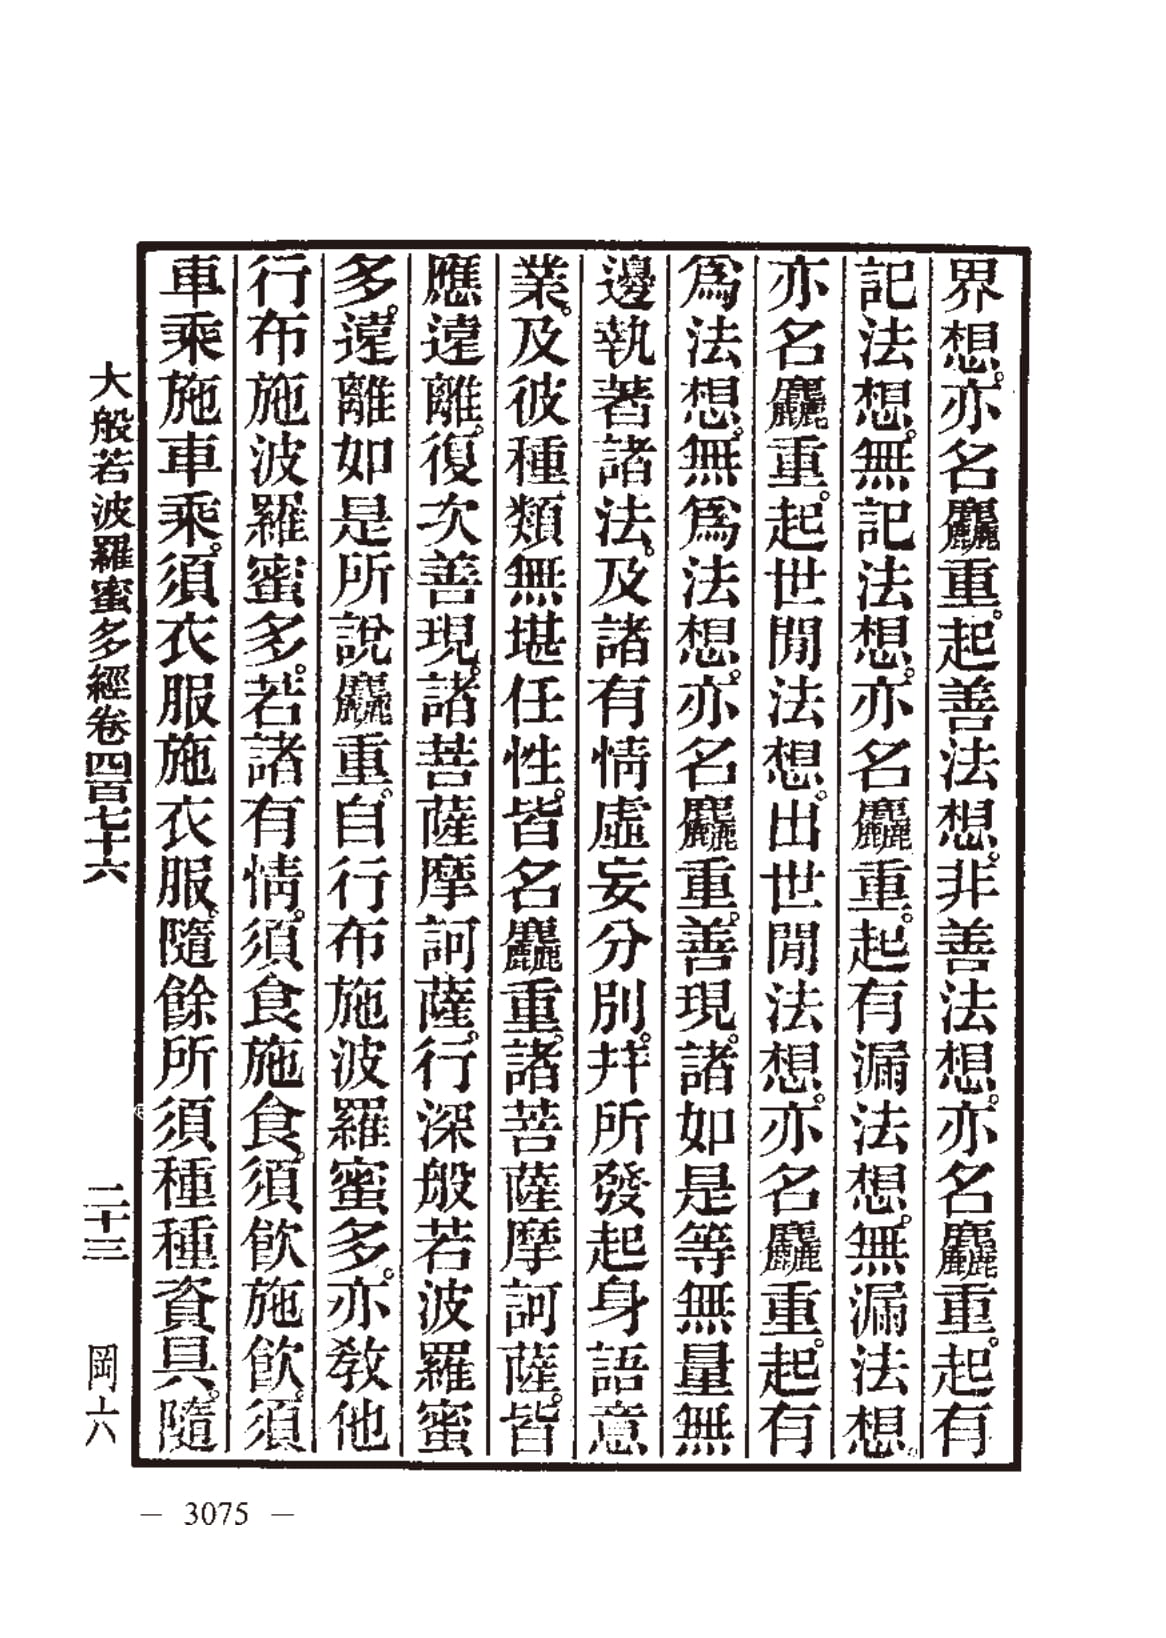 界想。亦名麤重。起善法想。非善法想。亦名麤重。起有
記法想。無記法想。亦名麤重。起有漏法想。無漏法想。
亦名麤重。起世間法想。出世間法想。亦名麤重。起有
爲法想。無爲法想。亦名麤重。善現。諸如是等無量無
邊執著諸法。及諸有情虛妄分別。幷所發起身語意
業。及彼種類無堪任性。皆名麤重。諸菩薩摩訶薩。皆
應遠離。復次善現。諸菩薩摩訶薩。行深般若波羅蜜
多。遠離如是所說麤重。自行布施波羅蜜多。亦教他
行布施波羅蜜多。若諸有情。須食施食。須飲施飲。須
車乘施車乘。須衣服施衣服。隨餘所須種種資具。隨
大般若波羅蜜多經卷四百七十六 二十三 岡六
— 3075 —